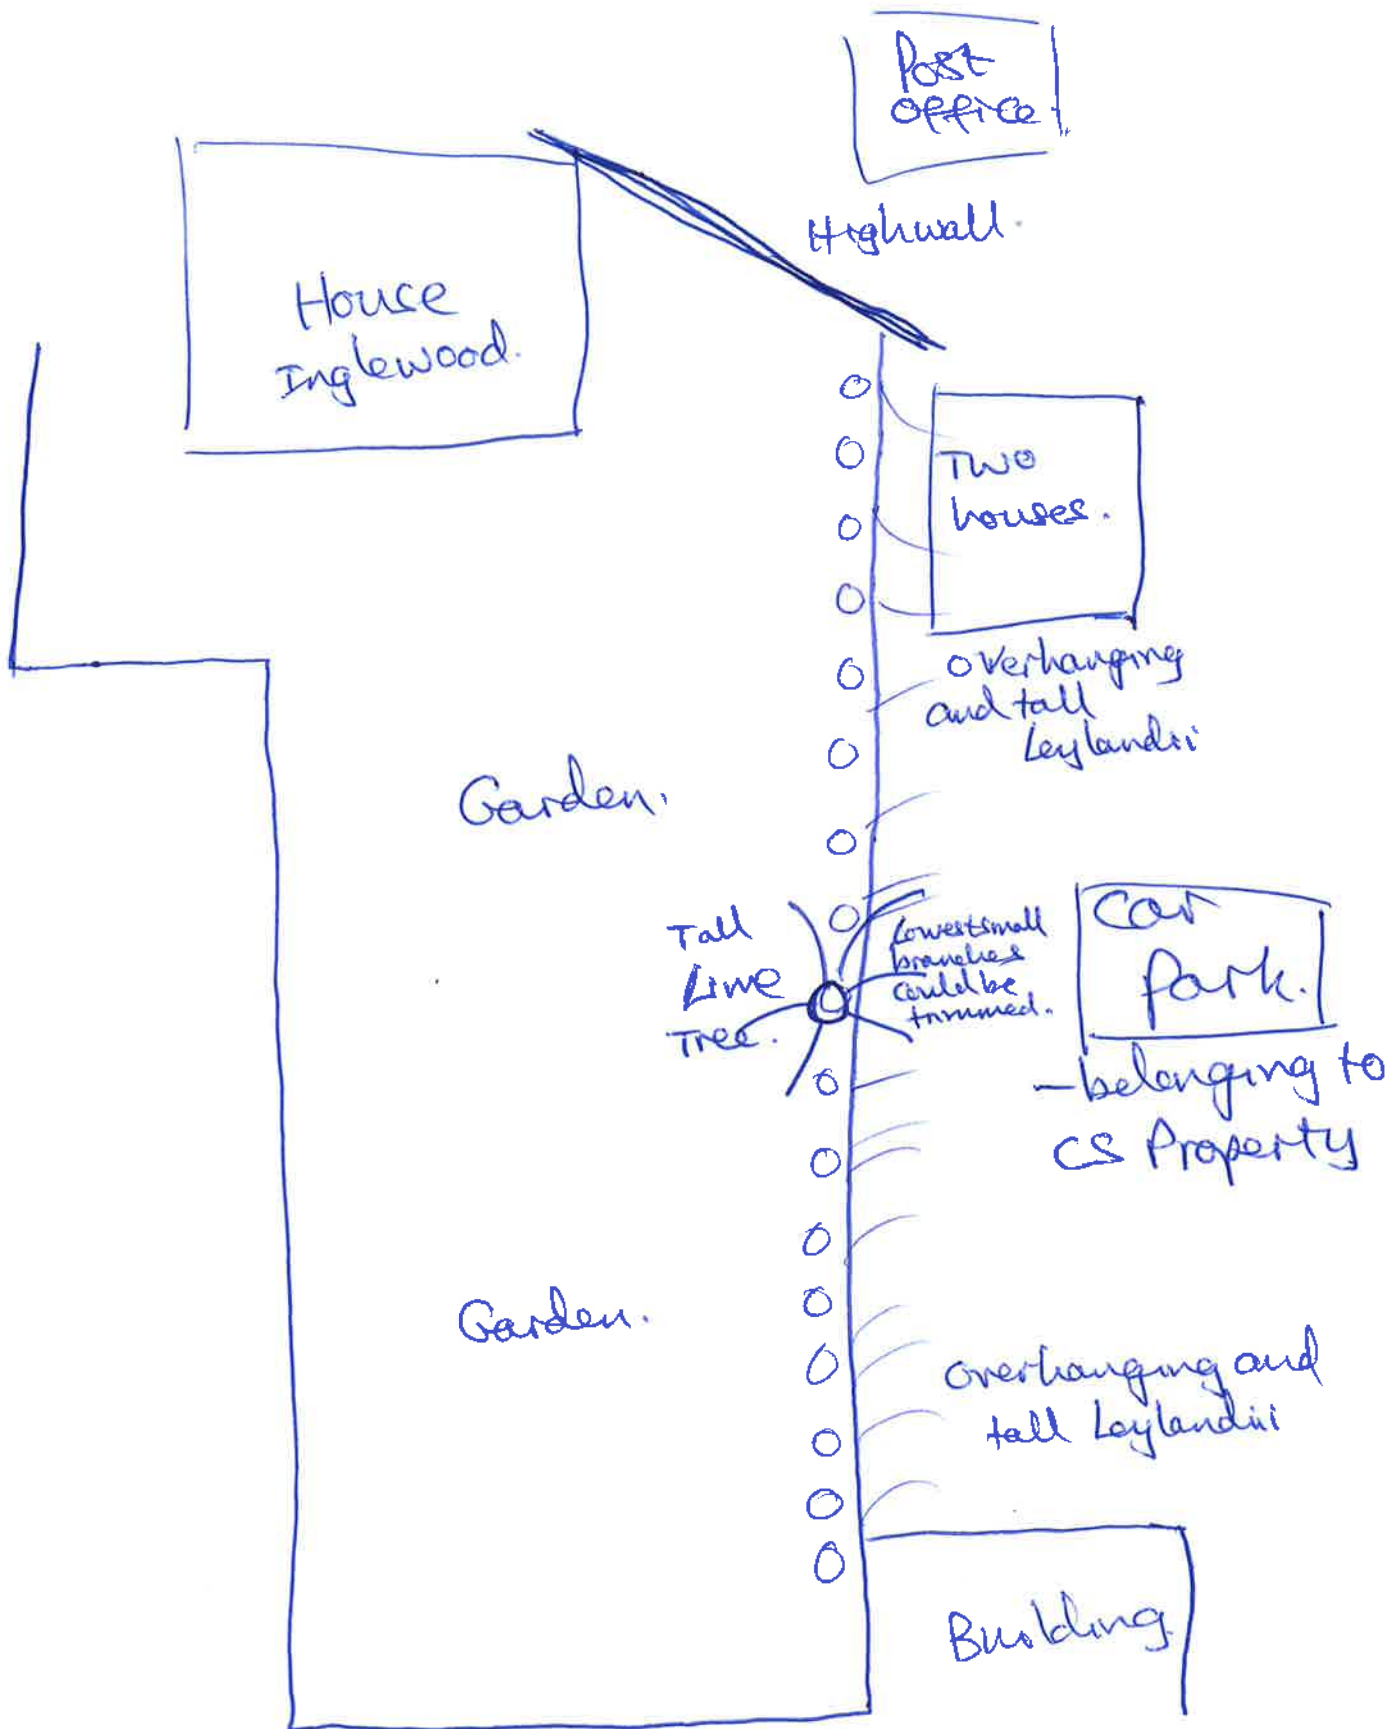 Post
office
Highwall.
House
Inglewood.
Two
houses.
overhanging
and tall
Leylandii
Garden.
Tall
Lime
Tree.
Lowest small
branches
could be
trimmed.
Car
Park.
- belonging to
CS Property
Garden.
overhanging and
tall Leylandii
Building